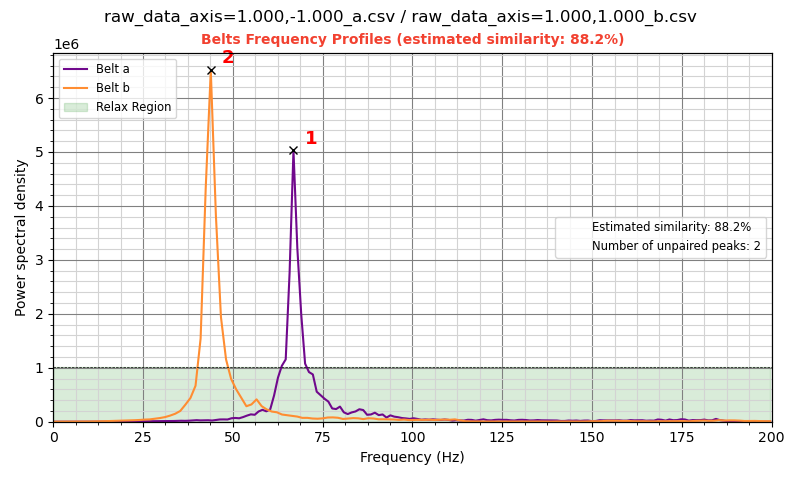 raw_data_axis=1.000,-1.000_a.csv / raw_data_axis=1.000,1.000_b.csv
Belts Frequency Profiles (estimated similarity: 88.2%)
1e6
2
Belt a
Belt b
Relax Region
1
Estimated similarity: 88.2%
Number of unpaired peaks: 2
6
5
4
3
2
1
0
Power spectral density
0 25 50 75 100 125 150 175 200
Frequency (Hz)